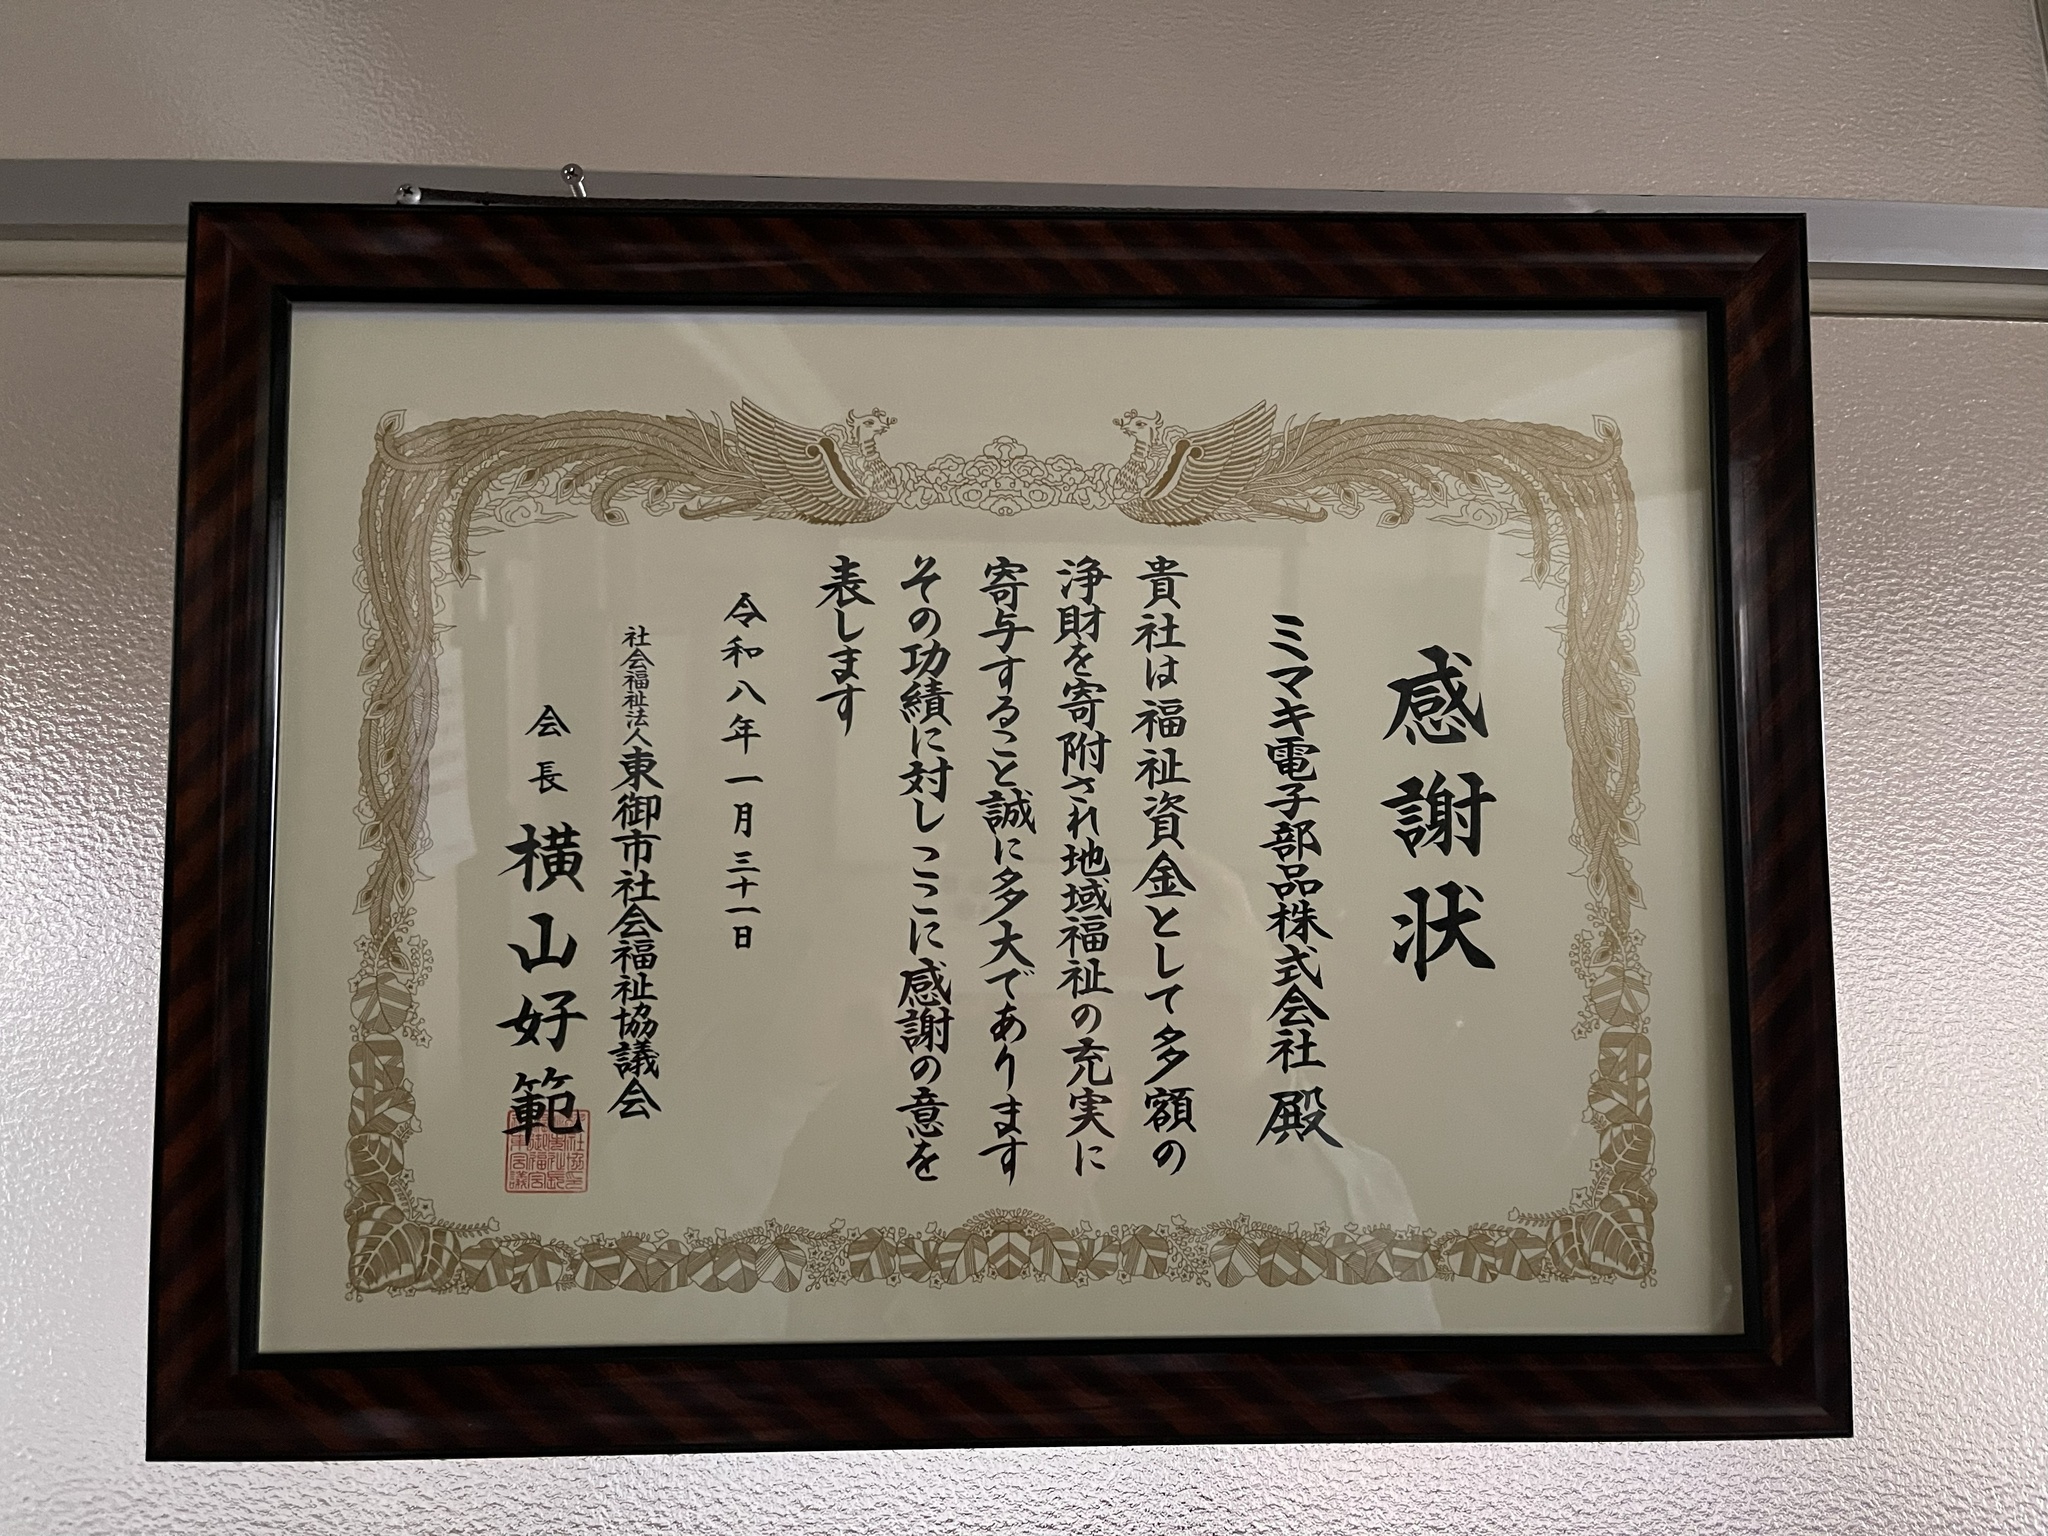 感謝状
ミマキ電子部品株式会社 殿
貴社は福祉資金として多額の
浄財を寄附され地域福祉の充実に
寄与すること誠に多大であります
その功績に対しここに感謝の意を
表します
令和八年一月三十一日
社会福祉法人東御市社会福祉協議会
会長 横山好範